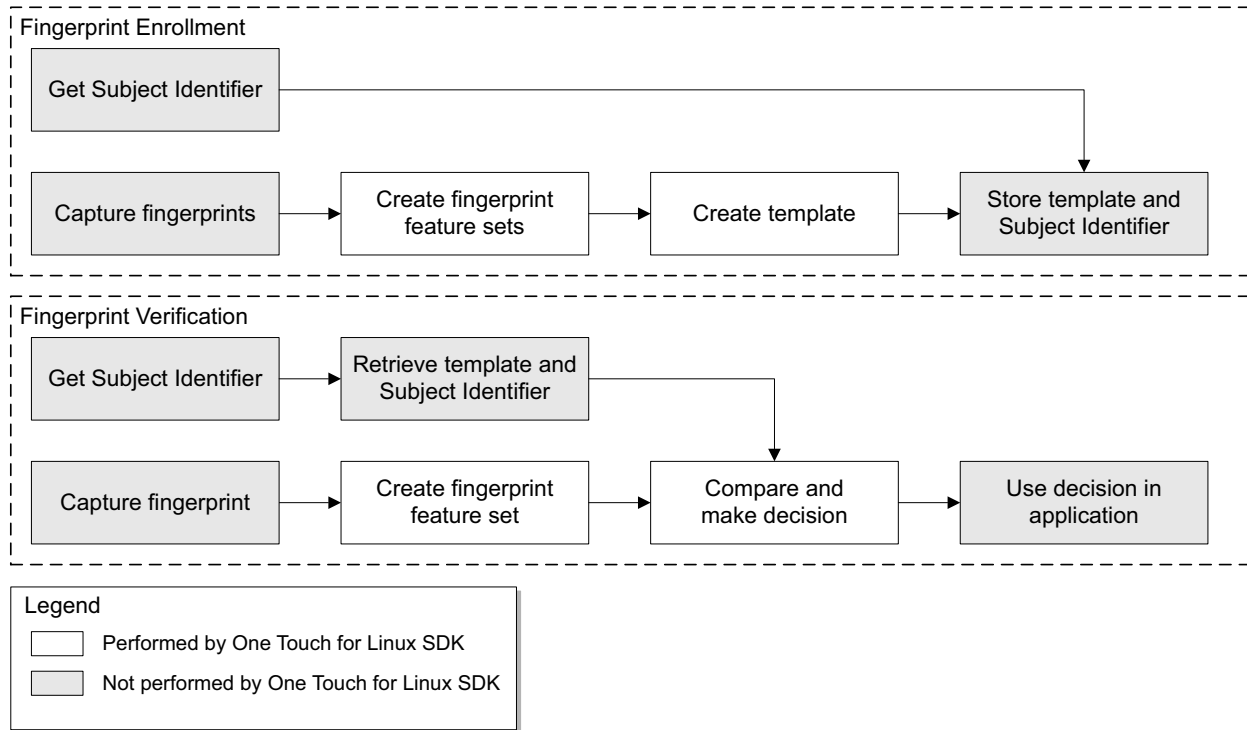 Fingerprint Enrollment
Get Subject Identifier
Capture fingerprints
Create fingerprint
feature sets
Create template
Store template and
Subject Identifier
Fingerprint Verification
Get Subject Identifier
Retrieve template and
Subject Identifier
Capture fingerprint
Create fingerprint
feature set
Compare and
make decision
Use decision in
application
Legend
Performed by One Touch for Linux SDK
Not performed by One Touch for Linux SDK